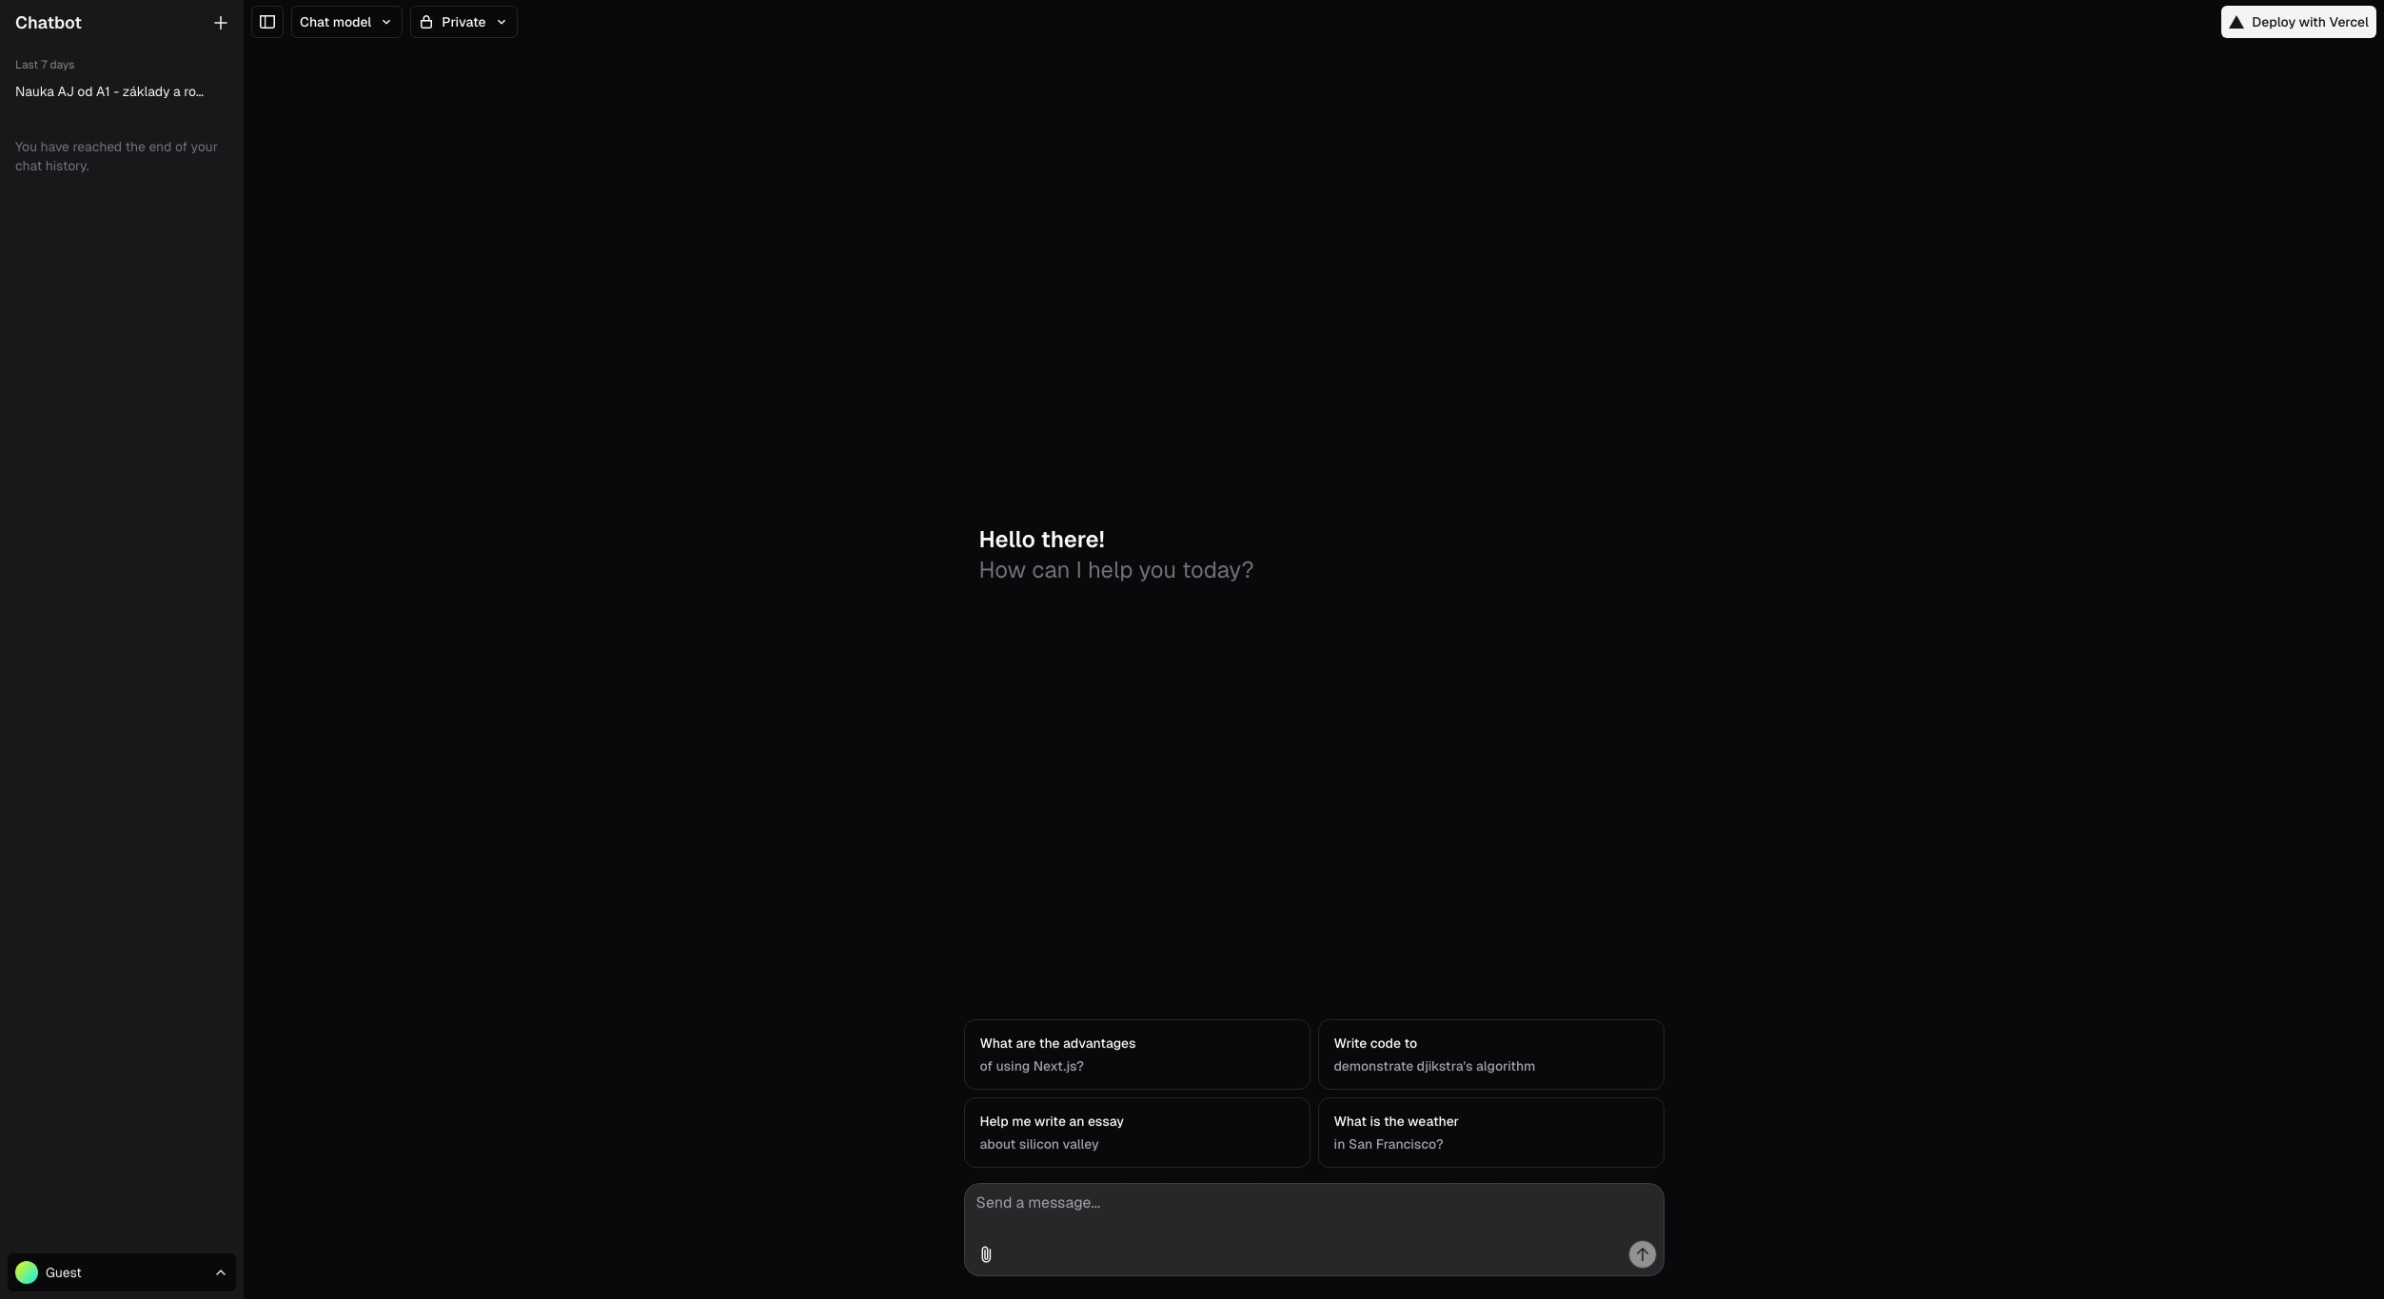 Chatbot
Last 7 days
Nauka AJ od A1 - základy a ro...
You have reached the end of your
chat history.
Guest
Chat model
Private
Deploy with Vercel
Hello there!
How can I help you today?
What are the advantages
of using Next.js?
Write code to
demonstrate djikstra's algorithm
Help me write an essay
about silicon valley
What is the weather
in San Francisco?
Send a message...